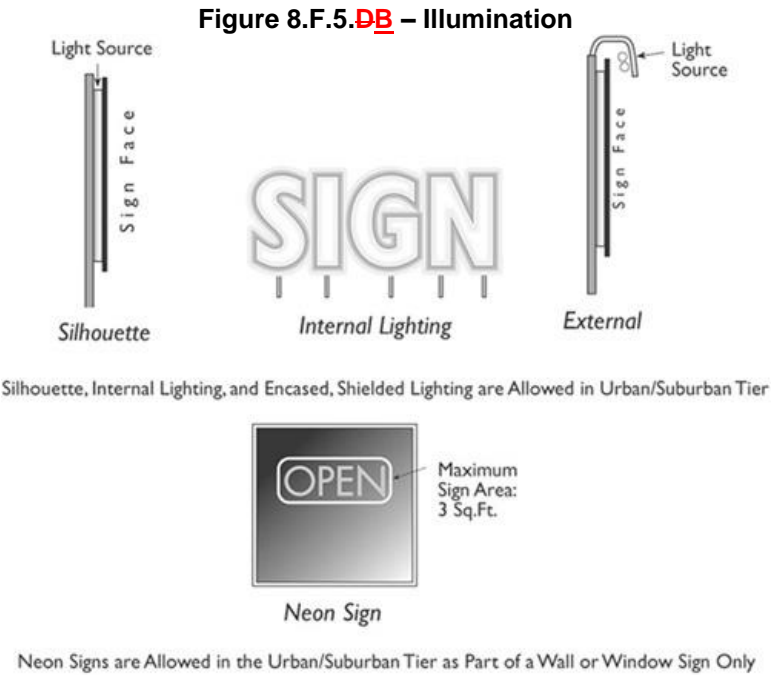 Figure 8.F.5.DB – Illumination
Light Source
Light
Source
Sign Face
Sign Face
SIGN
Silhouette
Internal Lighting
External
Silhouette, Internal Lighting, and Encased, Shielded Lighting are Allowed in Urban/Suburban Tier
OPEN
Maximum
Sign Area:
3 Sq.Ft.
Neon Sign
Neon Signs are Allowed in the Urban/Suburban Tier as Part of a Wall or Window Sign Only